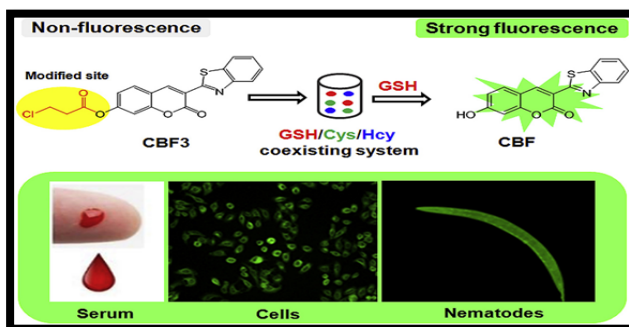 Non-fluorescence
Strong fluorescence
Modified site
Cl
O
O
O
O
S
N
CBF3
GSH/Cys/Hcy
coexisting system
GSH
HO
O
O
S
N
CBF
Serum
Cells
Nematodes